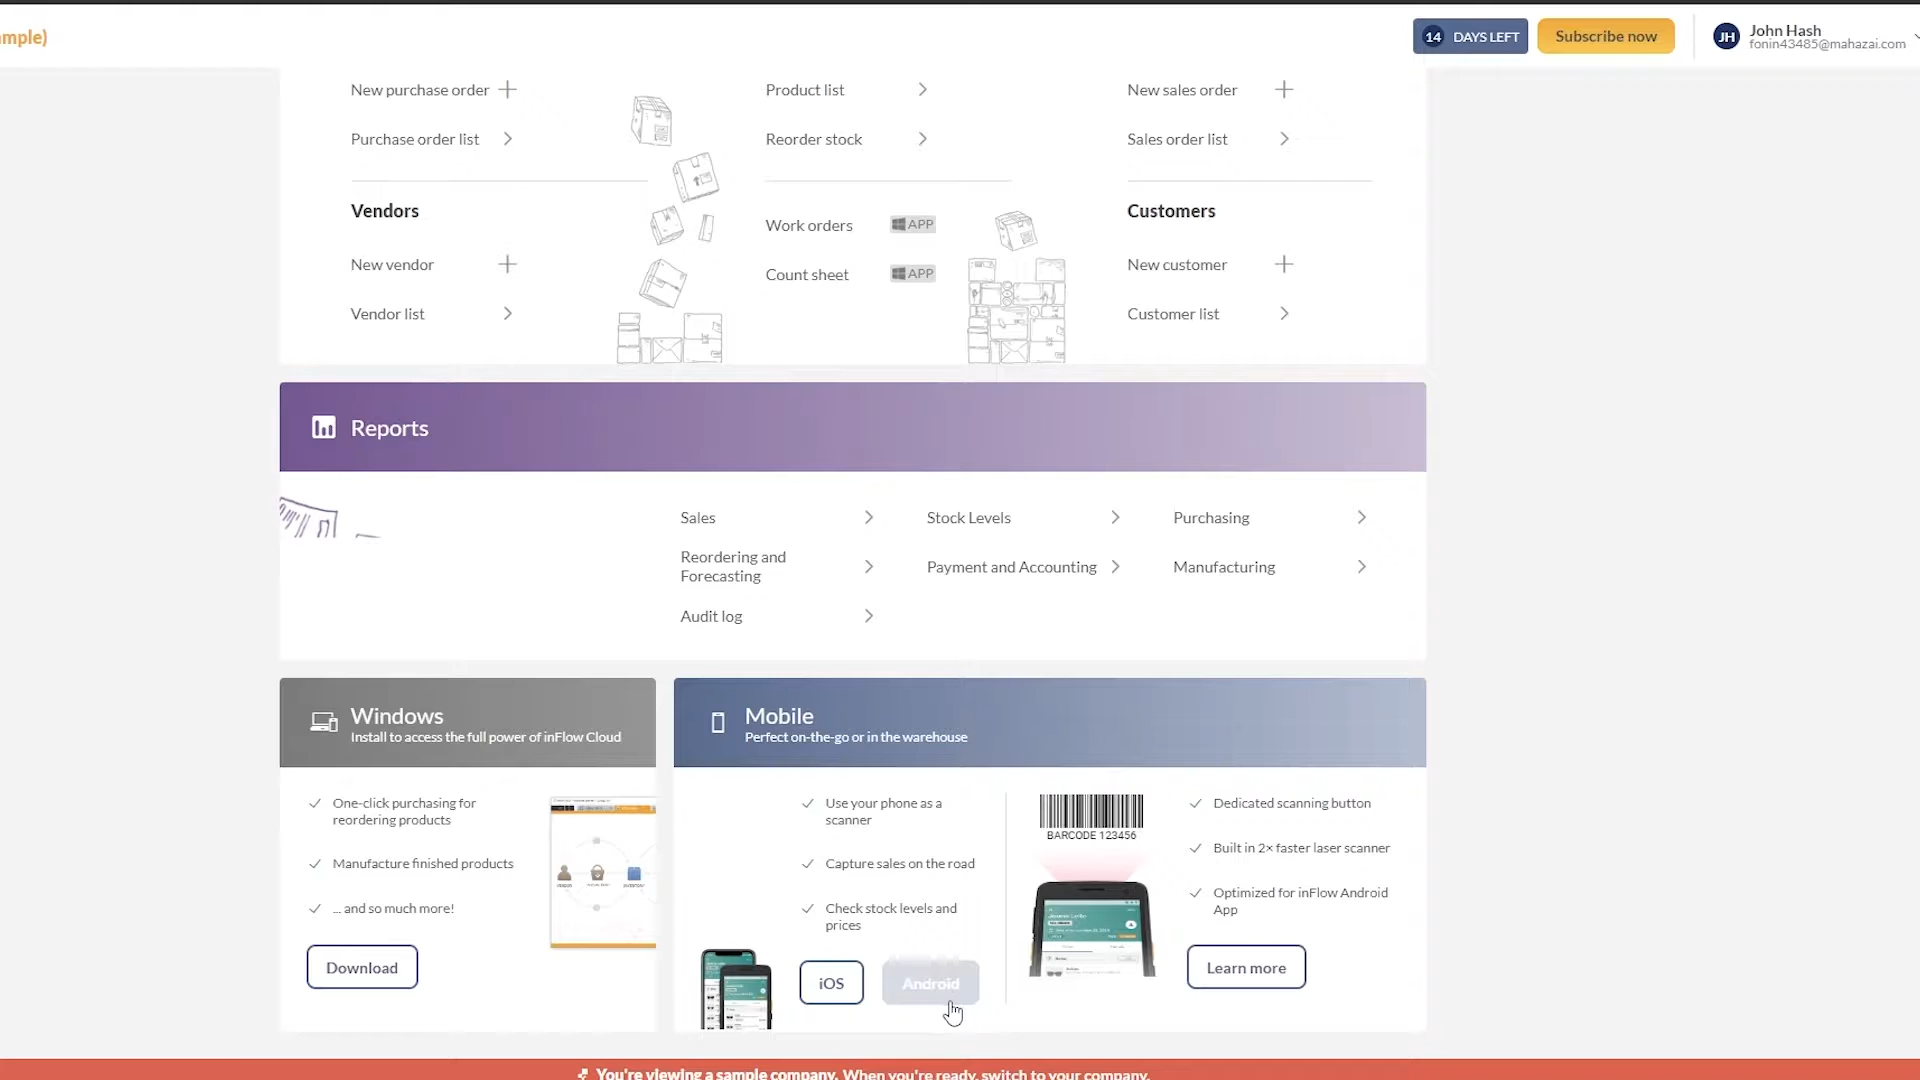 ample)
14 DAYS LEFT
Subscribe now
JH
John Hash
fonin43485@mahazai.com
New purchase order
Product list
New sales order
Purchase order list
Reorder stock
Sales order list
Vendors
Work orders
APP
Customers
New vendor
Count sheet
APP
New customer
Vendor list
Customer list
Reports
Sales
Stock Levels
Purchasing
Reordering and
Forecasting
Payment and Accounting
Manufacturing
Audit log
Windows
Install to access the full power of inFlow Cloud
Mobile
Perfect on-the-go or in the warehouse
One-click purchasing for
reordering products
Manufacture finished products
... and so much more!
Download
Use your phone as a
scanner
Capture sales on the road
Check stock levels and
prices
iOS
Android
BARCODE 123456
Dedicated scanning button
Built in 2× faster laser scanner
Optimized for inFlow Android
App
Learn more
You're viewing a sample company. When you're ready, switch to your company.